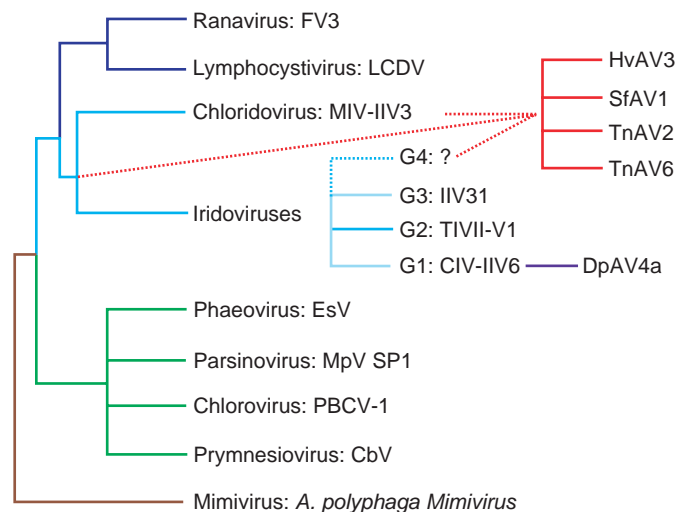 Ranavirus: FV3
Lymphocystivirus: LCDV
Chloridovirus: MIV-IIV3
Iridoviruses
G4: ?
G3: IIV31
G2: TIVII-V1
G1: CIV-IIV6
DpAV4a
HvAV3
SfAV1
TnAV2
TnAV6
Phaeovirus: EsV
Parsinovirus: MpV SP1
Chlorovirus: PBCV-1
Prymnesiovirus: CbV
Mimivirus: A. polyphaga Mimivirus